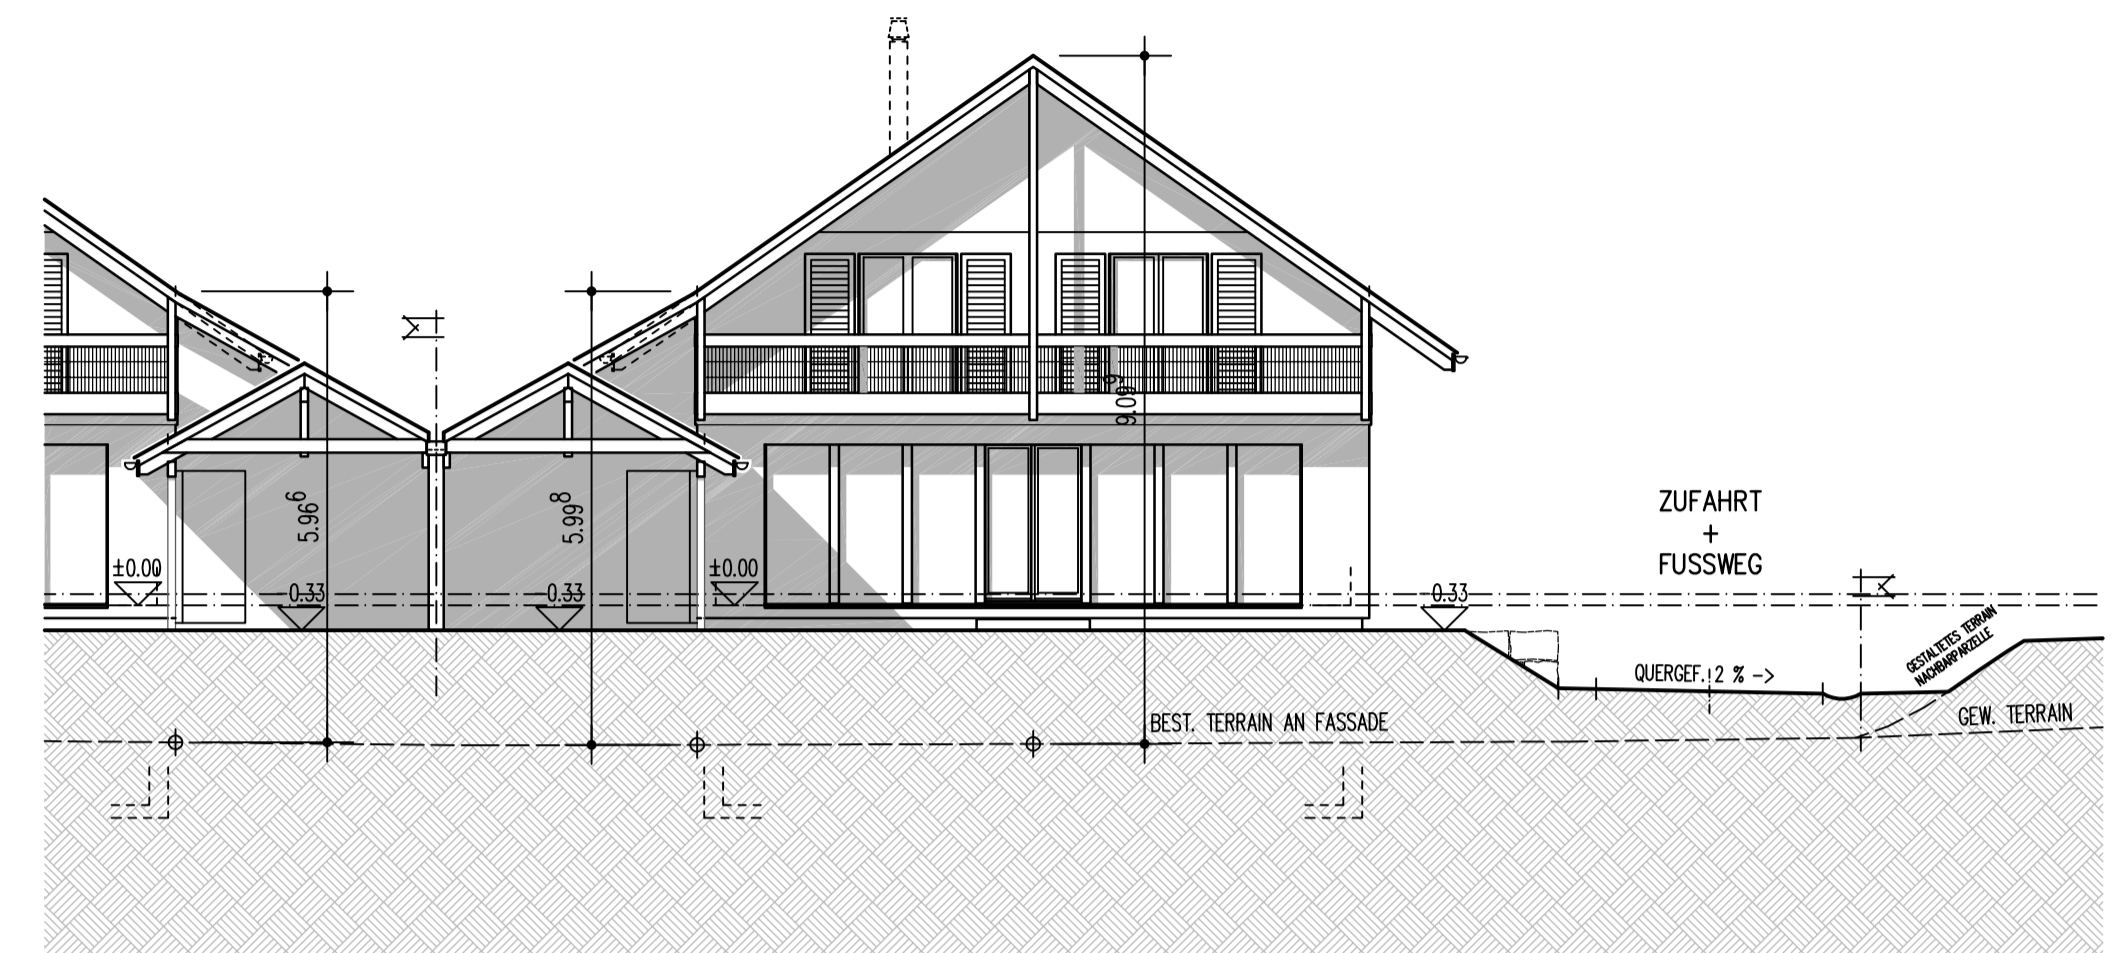 9.09⁹
ZUFAHRT
+
FUSSWEG
5.96⁶
5.99⁸
±0.00
±0.00
-0.33
-0.33
-0.33
GESTALTETES TERRAIN
NACHBARPARZELLE
QUERGEF. 2 % ->
BEST. TERRAIN AN FASSADE
GEW. TERRAIN